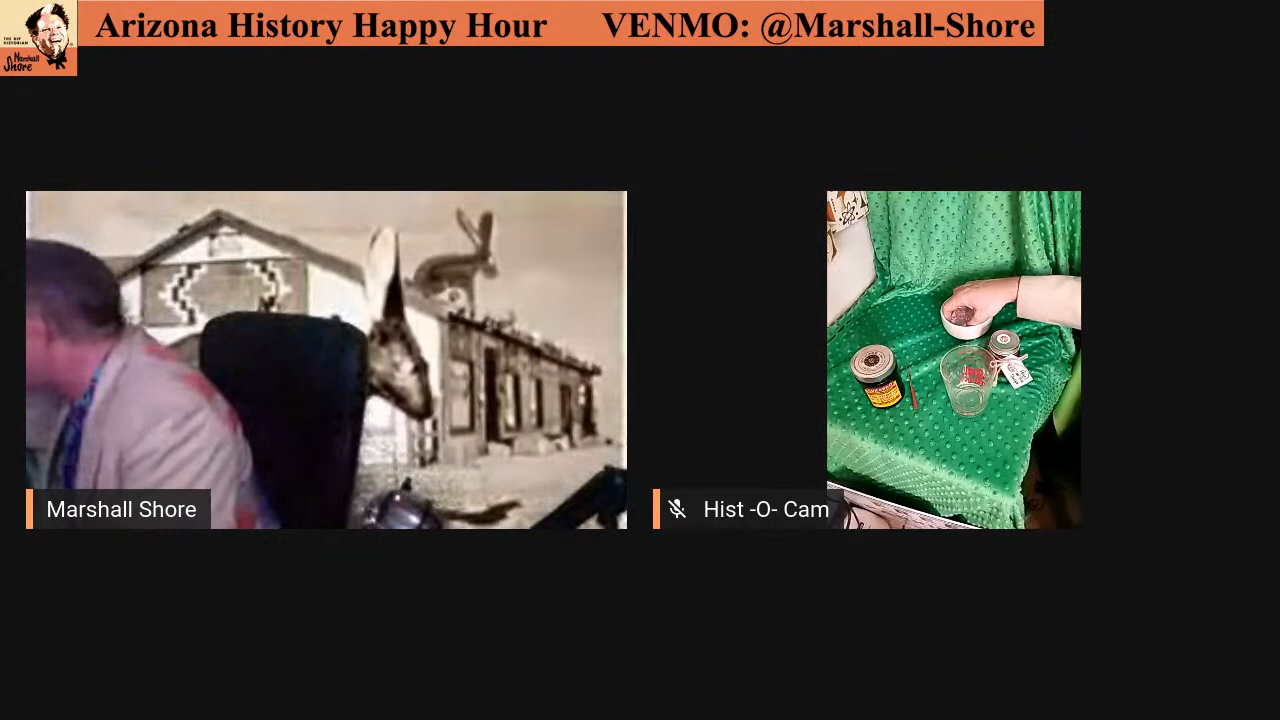 Arizona History Happy Hour VENMO: @Marshall-Shore
THE HIP
HISTORIAN
Marshall
Shore
Marshall Shore
Hist -O- Cam